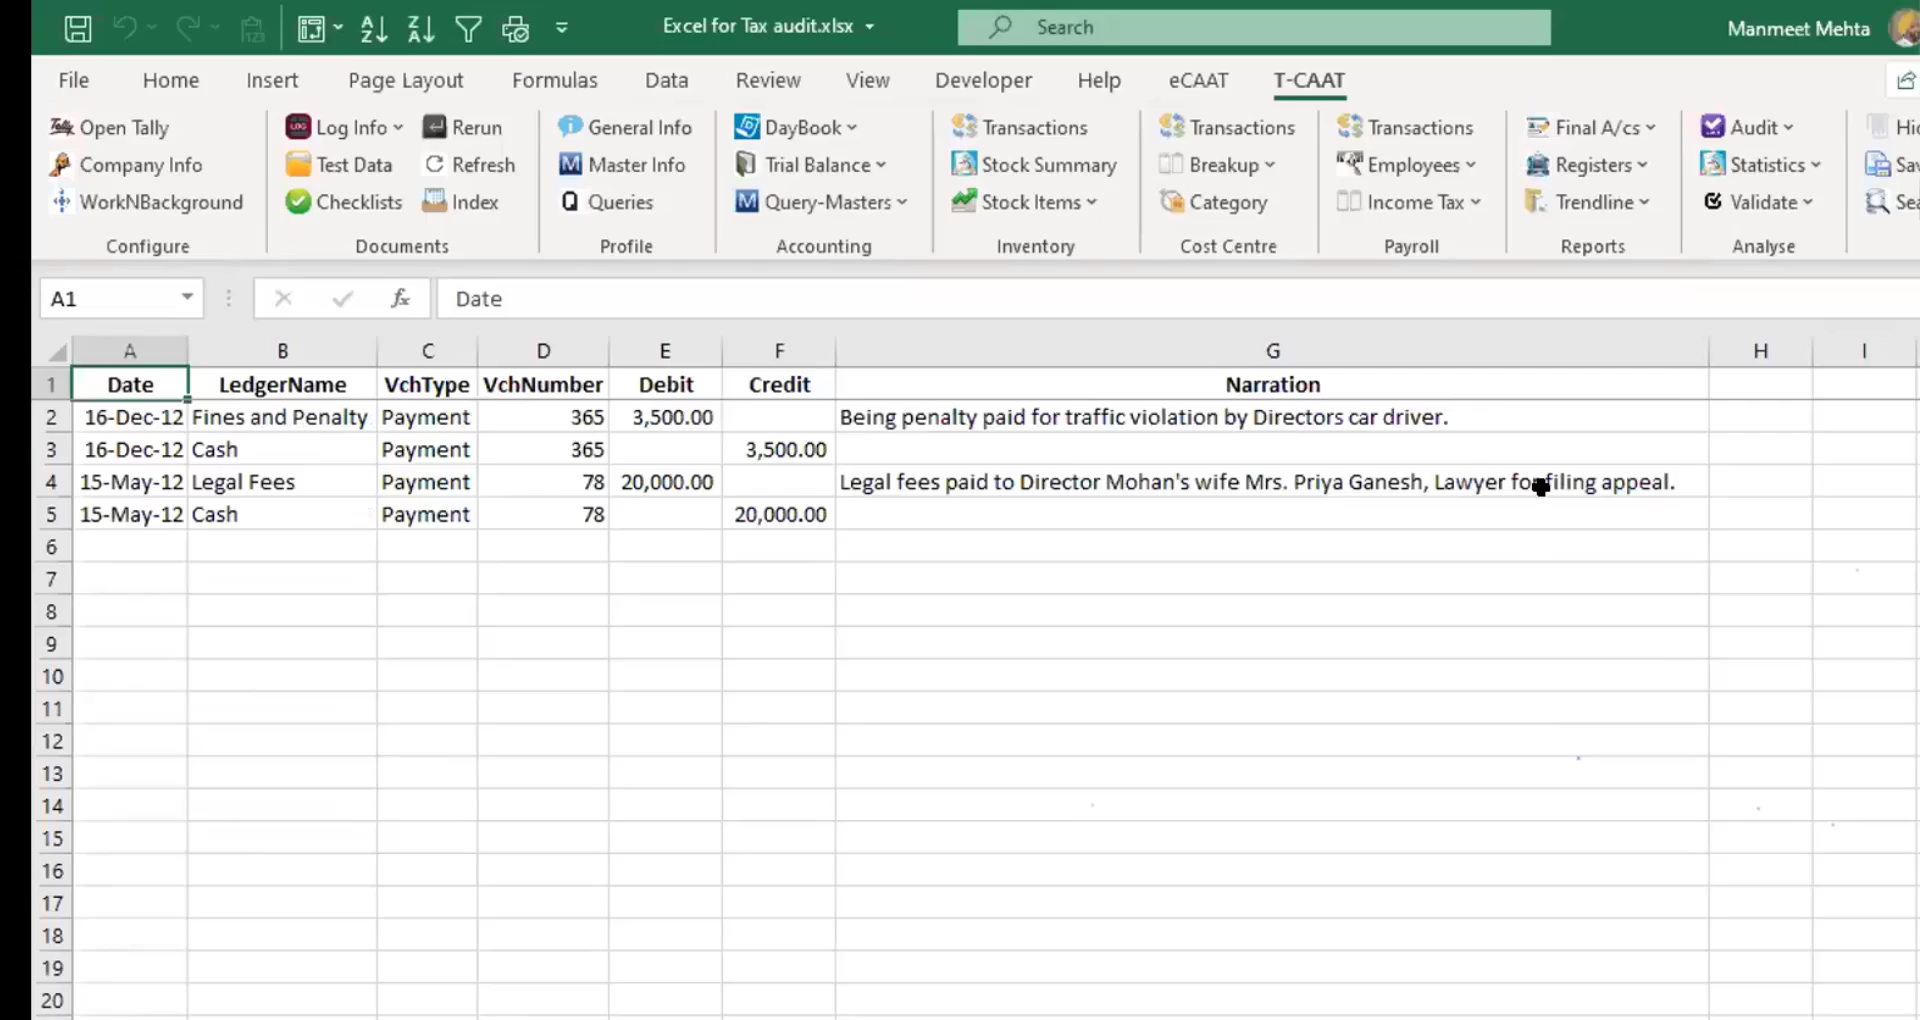 Excel for Tax audit.xlsx
Search
Manmeet Mehta
File Home Insert Page Layout Formulas Data Review View Developer Help eCAAT T-CAAT
Open Tally Log Info Rerun General Info DayBook Transactions Transactions Transactions Final A/cs Audit
Company Info Test Data Refresh Master Info Trial Balance Stock Summary Breakup Employees Registers Statistics
WorkNBackground Checklists Index Queries Query-Masters Stock Items Category Income Tax Trendline Validate
Configure Documents Profile Accounting Inventory Cost Centre Payroll Reports Analyse
A1 fx Date
A B C D E F G H I
1 Date LedgerName VchType VchNumber Debit Credit Narration
2 16-Dec-12 Fines and Penalty Payment 365 3,500.00 Being penalty paid for traffic violation by Directors car driver.
3 16-Dec-12 Cash Payment 365 3,500.00
4 15-May-12 Legal Fees Payment 78 20,000.00 Legal fees paid to Director Mohan's wife Mrs. Priya Ganesh, Lawyer for filing appeal.
5 15-May-12 Cash Payment 78 20,000.00
6
7
8
9
10
11
12
13
14
15
16
17
18
19
20